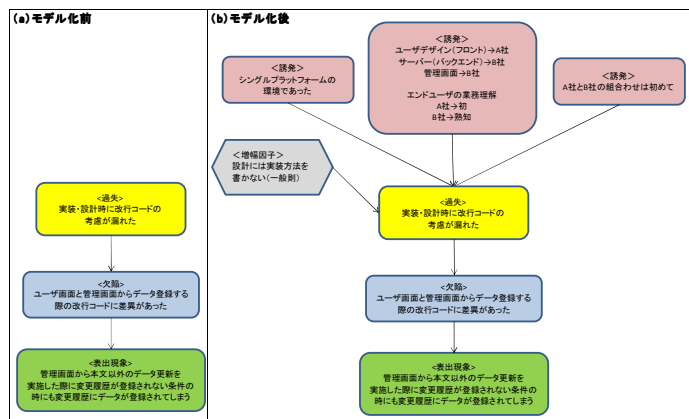 (a)モデル化前
<過失>
実装・設計時に改行コードの
考慮が漏れた
<欠陥>
ユーザ画面と管理画面からデータ登録する
際の改行コードに差異があった
<表出現象>
管理画面から本文以外のデータ更新を
実施した際に変更履歴が登録されない条件の
時にも変更履歴にデータが登録されてしまう
(b)モデル化後
<誘発>
シングルプラットフォームの
環境であった
<誘発>
ユーザデザイン(フロント)→A社
サーバー(バックエンド)→B社
管理画面→B社
エンドユーザの業務理解
A社→初
B社→熟知
<誘発>
A社とB社の組合わせは初めて
<増幅因子>
設計には実装方法を
書かない(一般則)
<過失>
実装・設計時に改行コードの
考慮が漏れた
<欠陥>
ユーザ画面と管理画面からデータ登録する
際の改行コードに差異があった
<表出現象>
管理画面から本文以外のデータ更新を
実施した際に変更履歴が登録されない条件の
時にも変更履歴にデータが登録されてしまう